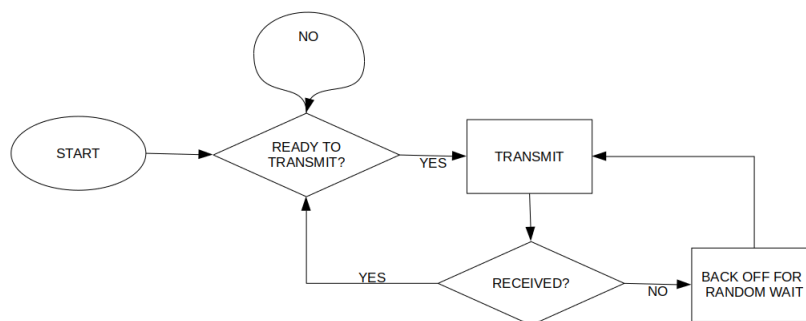 NO
START
READY TO
TRANSMIT?
YES
TRANSMIT
YES
RECEIVED?
NO
BACK OFF FOR
RANDOM WAIT